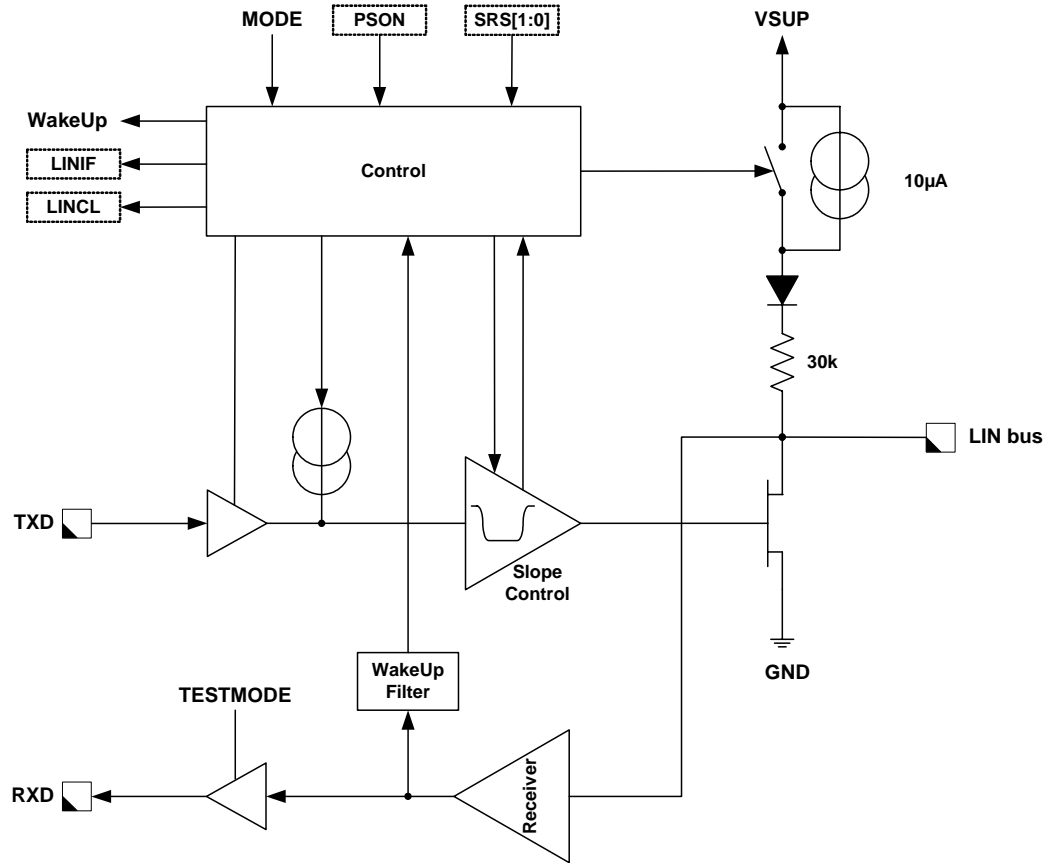 MODE
PSON
SRS[1:0]
VSUP
WakeUp
LINIF
LINCL
Control
10µA
30k
LIN bus
TXD
Slope
Control
GND
WakeUp
Filter
TESTMODE
RXD
Receiver